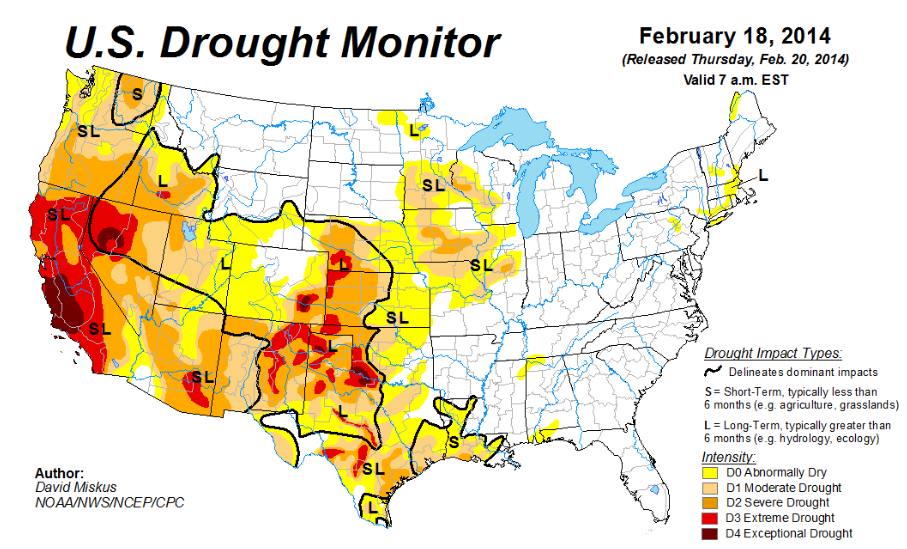 U.S. Drought Monitor
February 18, 2014
(Released Thursday, Feb. 20, 2014)
Valid 7 a.m. EST
S
SL
L
SL
L
L
SL
L
L
SL
SL
SL
L
SL
L
S
SL
L
Drought Impact Types:
Delineates dominant impacts
S = Short-Term, typically less than
6 months (e.g. agriculture, grasslands)
L = Long-Term, typically greater than
6 months (e.g. hydrology, ecology)
Intensity:
D0 Abnormally Dry
D1 Moderate Drought
D2 Severe Drought
D3 Extreme Drought
D4 Exceptional Drought
Author:
David Miskus
NOAA/NWS/NCEP/CPC